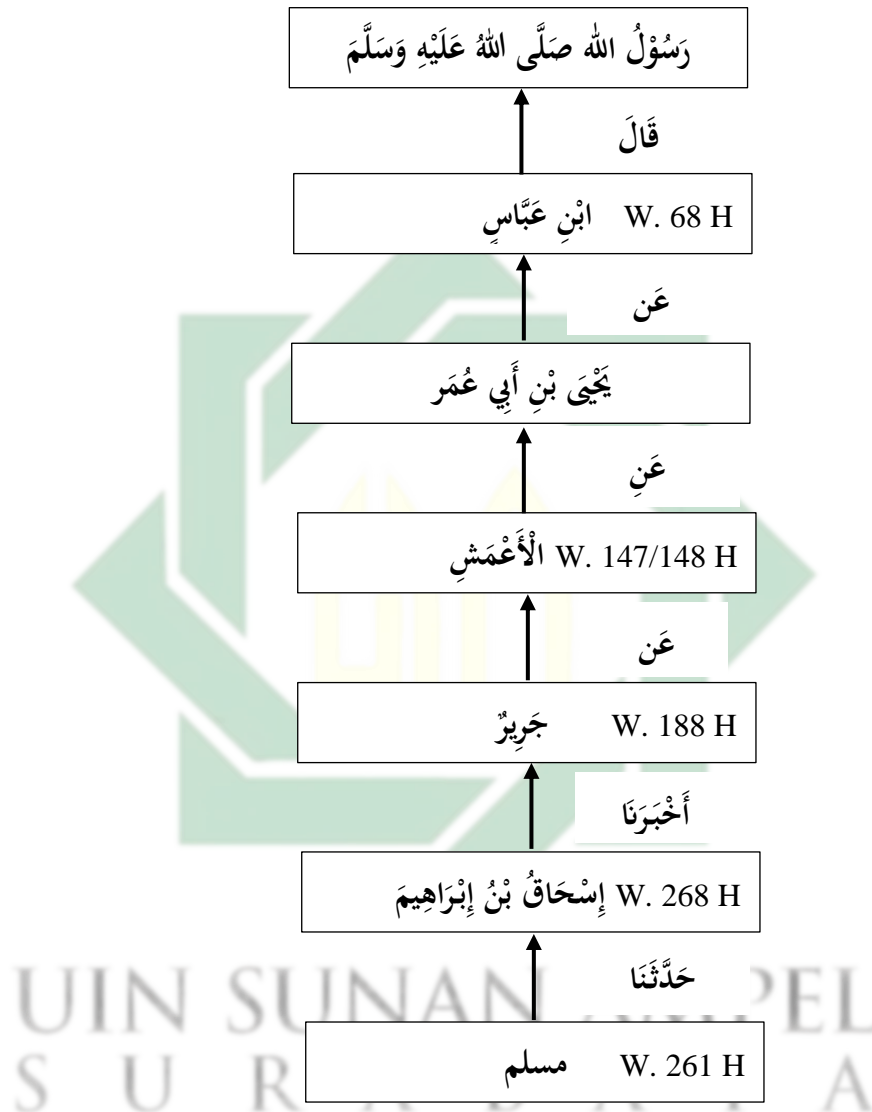 رَسُوْلُ الله صَلَّى اللهُ عَلَيْهِ وَسَلَّمَ
قَالَ
ابْنِ عَبَّاسٍ W. 68 H
عَن
يَحْيَى بْنِ أَبِي عُمَر
عَنِ
الْأَعْمَشِ W. 147/148 H
عَن
جَرِيرٌ W. 188 H
أَخْبَرَنَا
إِسْحَاقُ بْنُ إِبْرَاهِيمَ W. 268 H
حَدَّثَنَا
مسلم W. 261 H
UIN SUNAN AMPEL
S U R A B A Y A